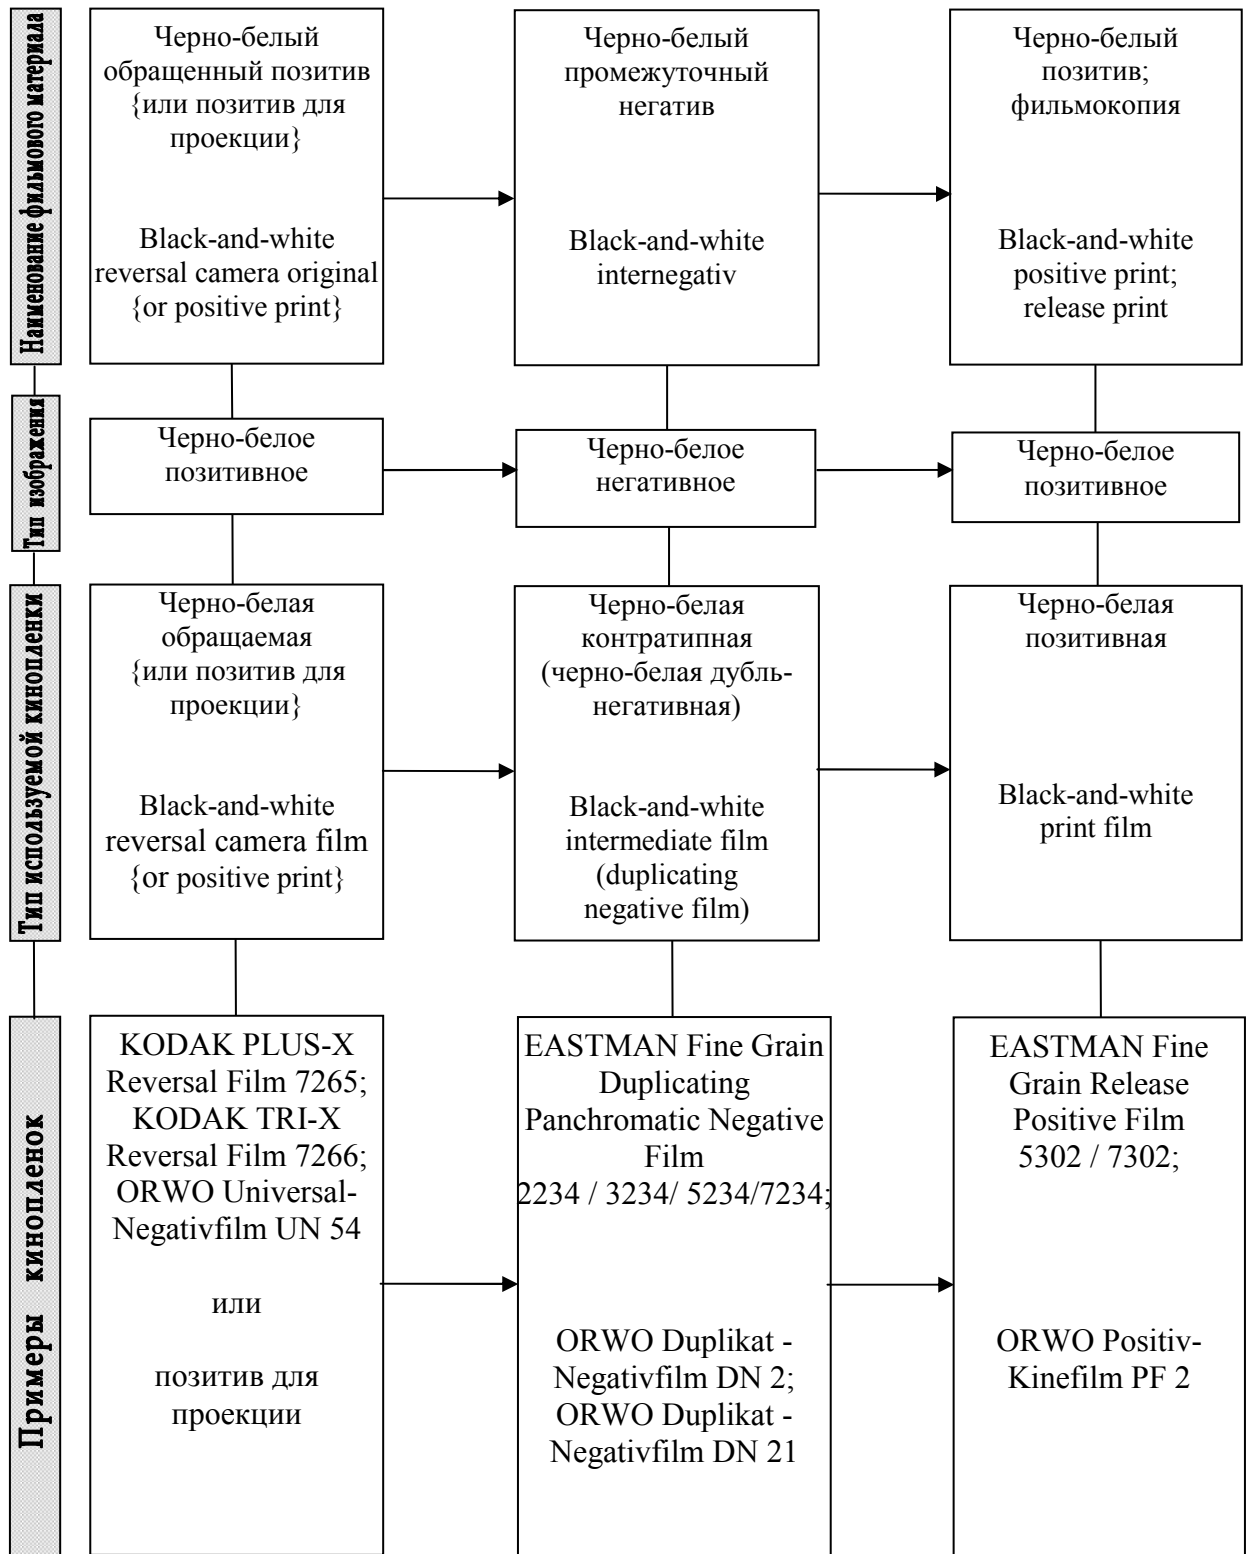 Наименование фильмового материала
Черно-белый
обращенный позитив
{или позитив для
проекции}
Black-and-white
reversal camera original
{or positive print}
Черно-белый
промежуточный
негатив
Black-and-white
internegativ
Черно-белый
позитив;
фильмокопия
Black-and-white
positive print;
release print
Тип изображения
Черно-белое
позитивное
Черно-белое
негативное
Черно-белое
позитивное
Тип используемой кинопленки
Черно-белая
обращаемая
{или позитив для
проекции}
Black-and-white
reversal camera film
{or positive print}
Черно-белая
контратипная
(черно-белая дубль-
негативная)
Black-and-white
intermediate film
(duplicating
negative film)
Черно-белая
позитивная
Black-and-white
print film
Примеры кинопленок
KODAK PLUS-X
Reversal Film 7265;
KODAK TRI-X
Reversal Film 7266;
ORWO Universal-
Negativfilm UN 54
или
позитив для
проекции
EASTMAN Fine Grain
Duplicating
Panchromatic Negative
Film
2234 / 3234/ 5234/7234;
ORWO Duplikat -
Negativfilm DN 2;
ORWO Duplikat -
Negativfilm DN 21
EASTMAN Fine
Grain Release
Positive Film
5302 / 7302;
ORWO Positiv-
Kinefilm PF 2